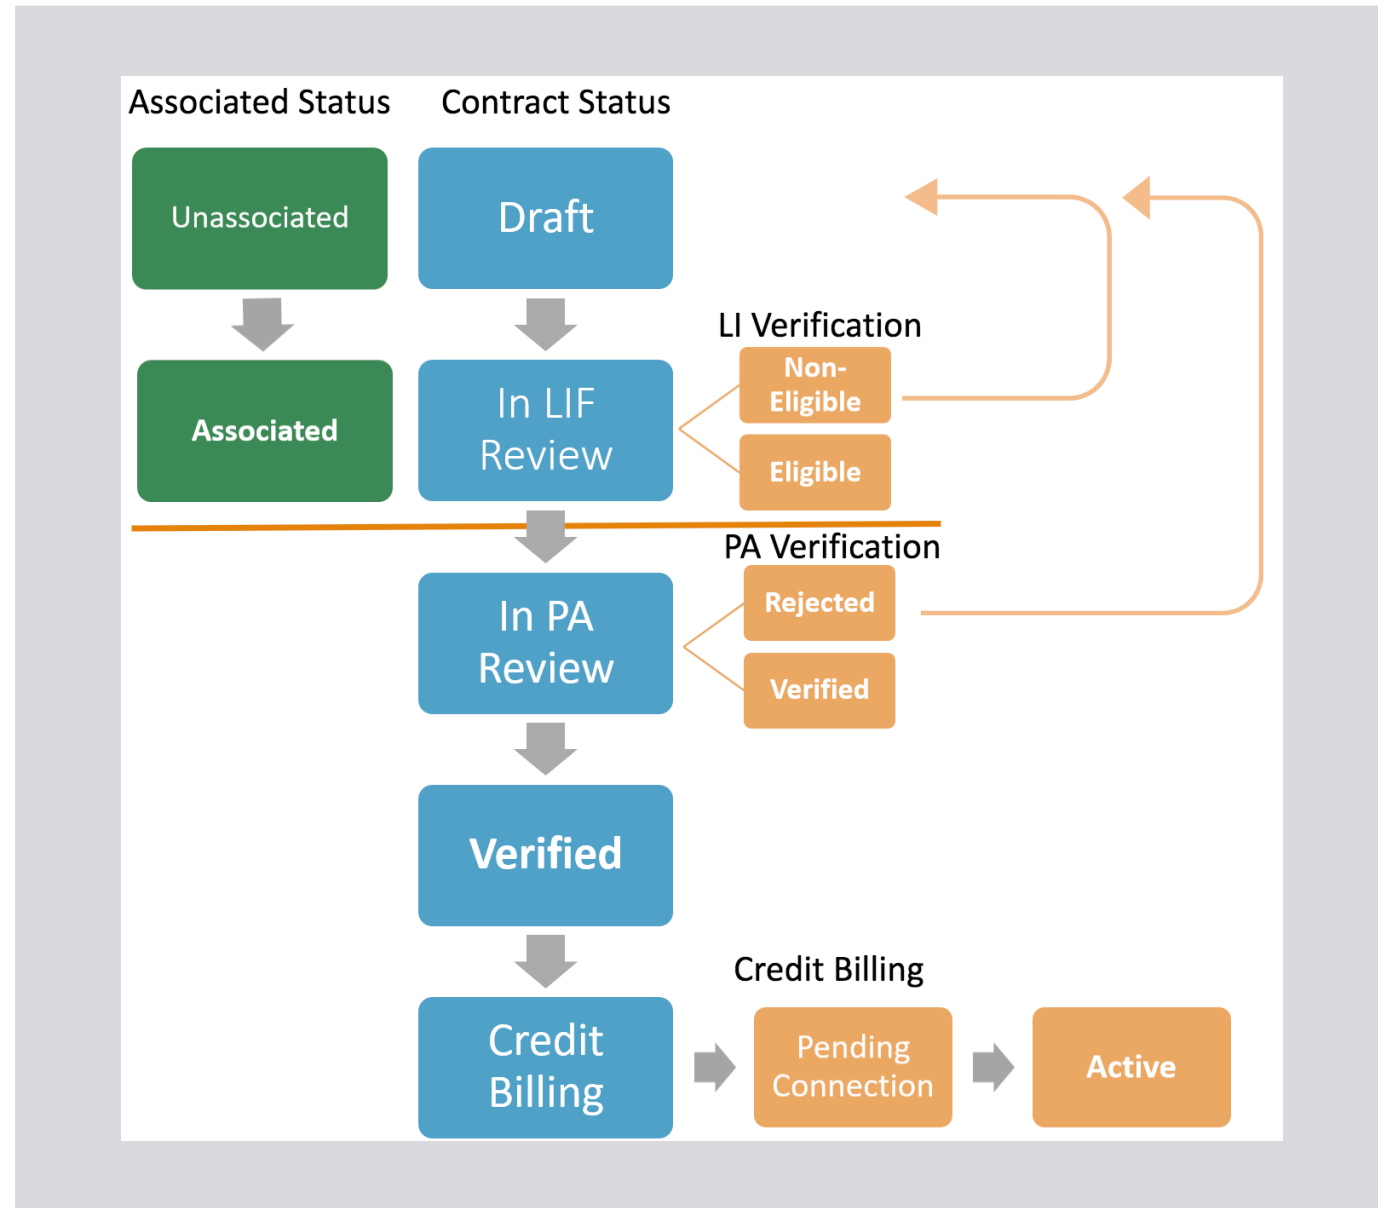 Associated Status
Contract Status
Unassociated
Draft
LI Verification
Associated
In LIF
Review
Non-
Eligible
Eligible
PA Verification
In PA
Review
Rejected
Verified
Verified
Credit Billing
Credit
Billing
Pending
Connection
Active